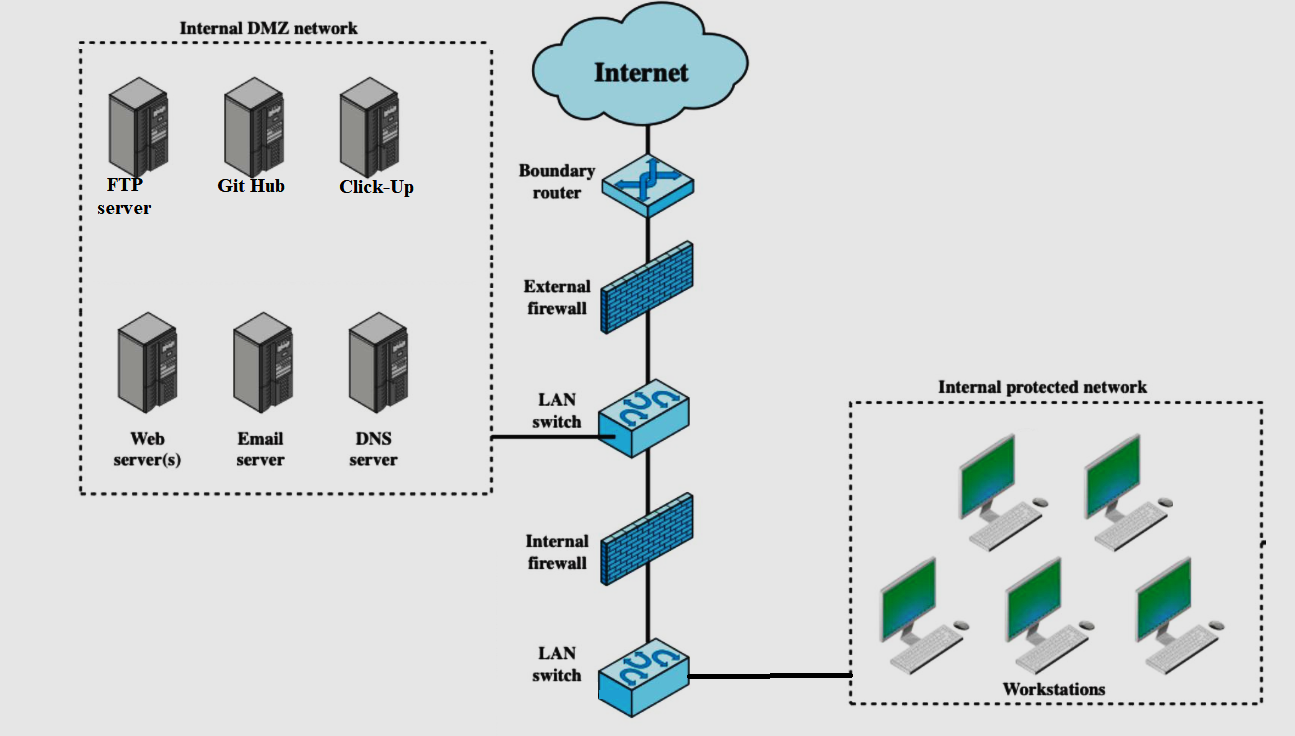 Internal DMZ network
Internet
FTP
server
Git Hub
Click-Up
Boundary
router
External
firewall
LAN
switch
Web
server(s)
Email
server
DNS
server
Internal protected network
Internal
firewall
LAN
switch
Workstations